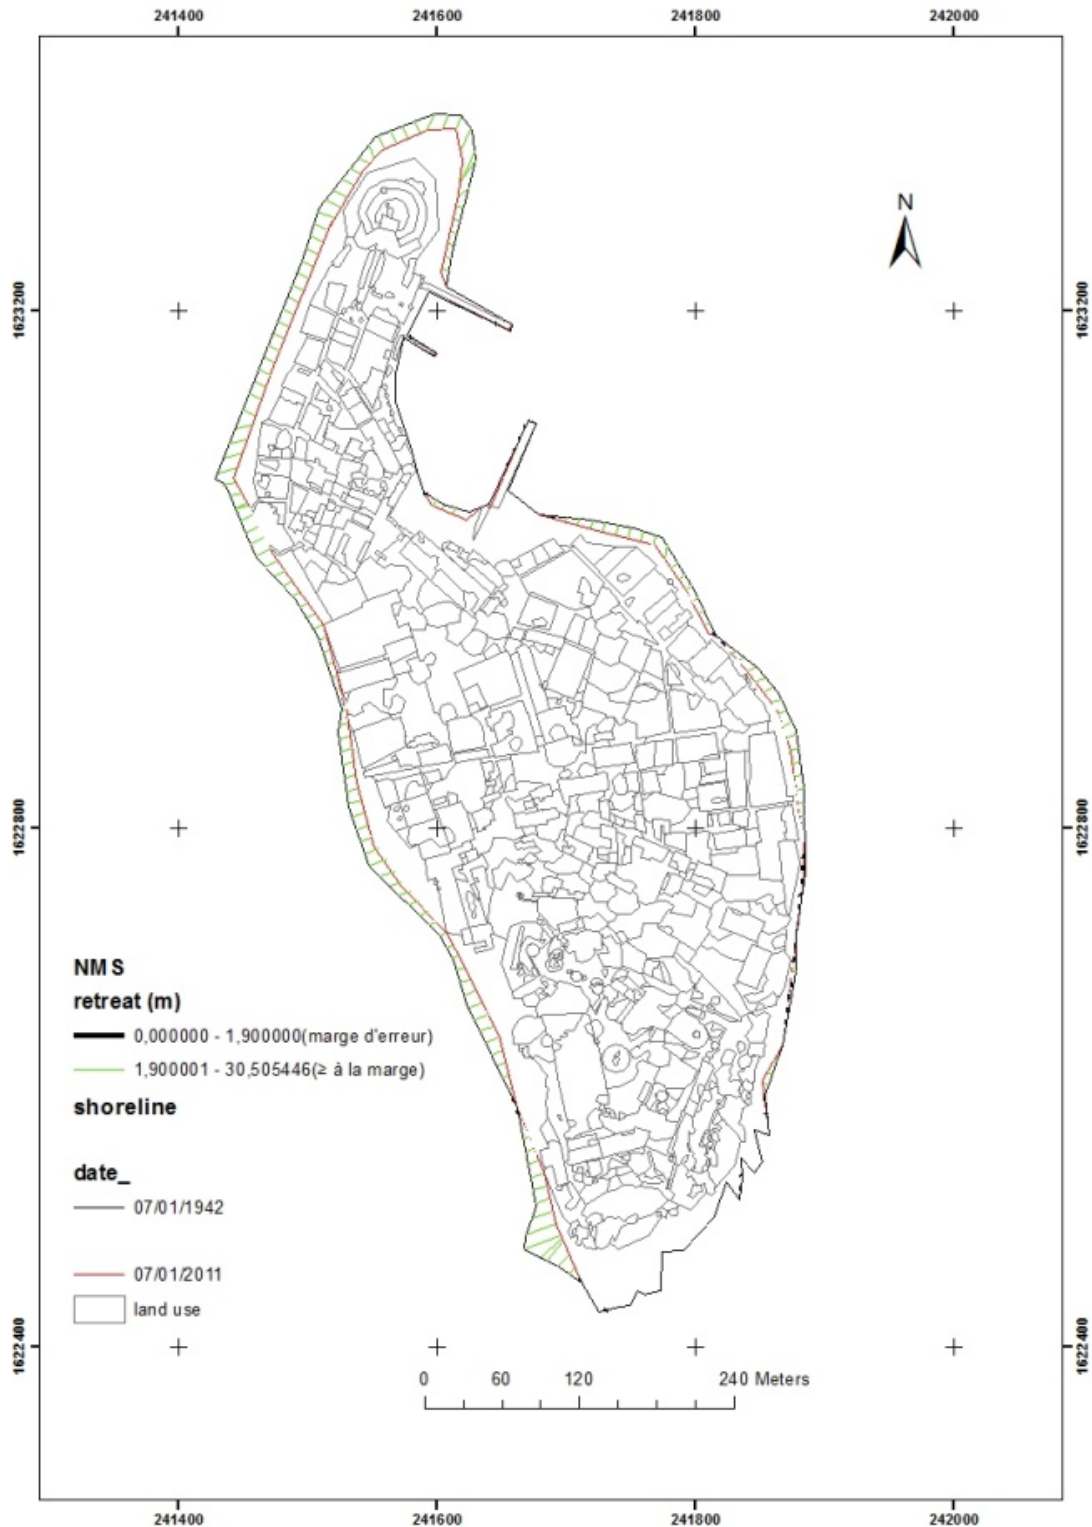 241400 241600 241800 242000
N
1623200 1623200
1622800 1622800
NMS
retreat (m)
0,000000 - 1,900000(marge d'erreur)
1,900001 - 30,505446(≥ à la marge)
shoreline
date_
07/01/1942
07/01/2011
land use
1622400 1622400
0 60 120 240 Meters
241400 241600 241800 242000